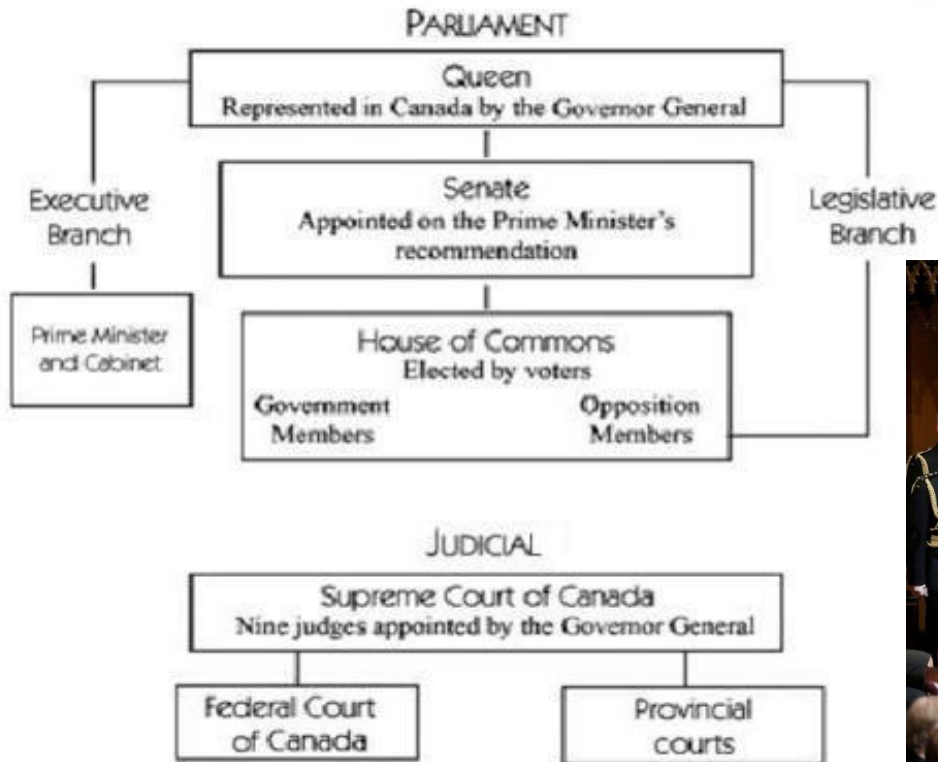 PARLIAMENT
Queen
Represented in Canada by the Governor General
Executive
Branch
Senate
Appointed on the Prime Minister's
recommendation
Legislative
Branch
Prime Minister
and Cabinet
House of Commons
Elected by voters
Government
Members
Opposition
Members
JUDICIAL
Supreme Court of Canada
Nine judges appointed by the Governor General
Federal Court
of Canada
Provincial
courts